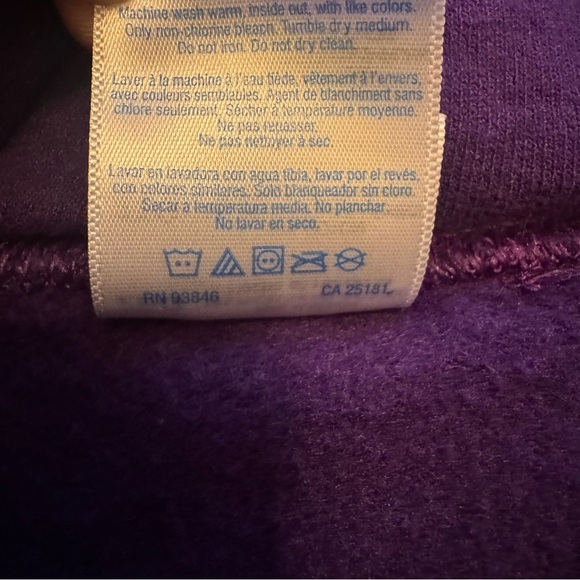 Machine wash warm, inside out, with like colors.
Only non-chlorine bleach. Tumble dry medium.
Do not iron. Do not dry clean.
Laver à la machine à l'eau tiède, vêtement à l'envers,
avec couleurs semblables. Agent de blanchiment sans
chlore seulement. Sécher à température moyenne.
Ne pas repasser.
Ne pas nettoyer à sec.
Lavar en lavadora con agua tibia, lavar por el revés,
con colores similares. Solo blanqueador sin cloro.
Secar a temperatura media. No planchar.
No lavar en seco.
RN 93846 CA 25181